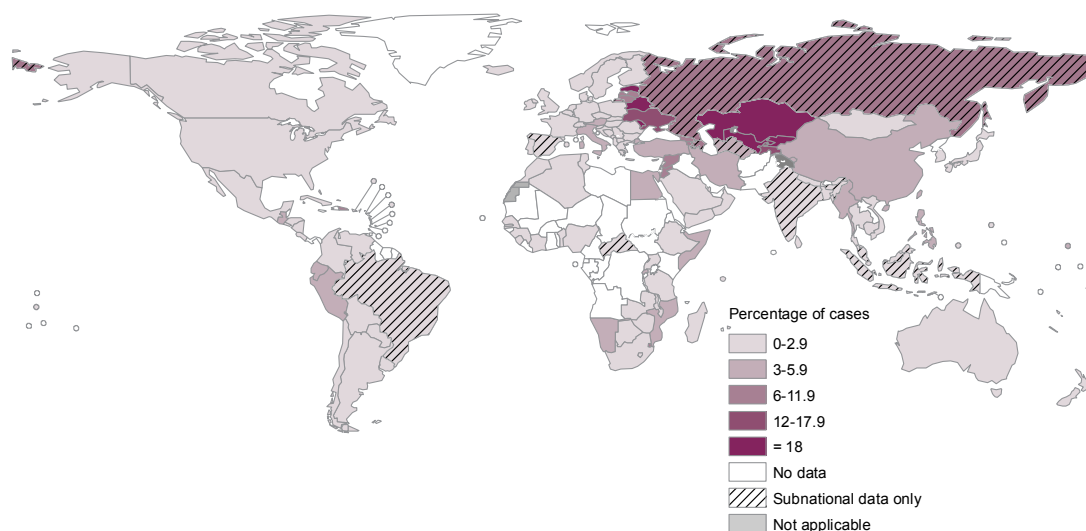 Percentage of cases
0-2.9
3-5.9
6-11.9
12-17.9
= 18
No data
Subnational data only
Not applicable